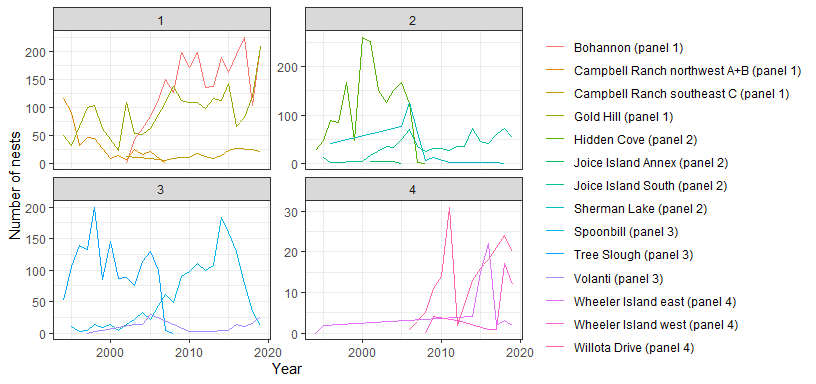 1
2
200
150
100
50
0
200
100
0
3
4
200
150
100
50
0
30
20
10
0
2000
2010
2020
2000
2010
2020
Number of nests
Year
Bohannon (panel 1)
Campbell Ranch northwest A+B (panel 1)
Campbell Ranch southeast C (panel 1)
Gold Hill (panel 1)
Hidden Cove (panel 2)
Joice Island Annex (panel 2)
Joice Island South (panel 2)
Sherman Lake (panel 2)
Spoonbill (panel 3)
Tree Slough (panel 3)
Volanti (panel 3)
Wheeler Island east (panel 4)
Wheeler Island west (panel 4)
Willota Drive (panel 4)